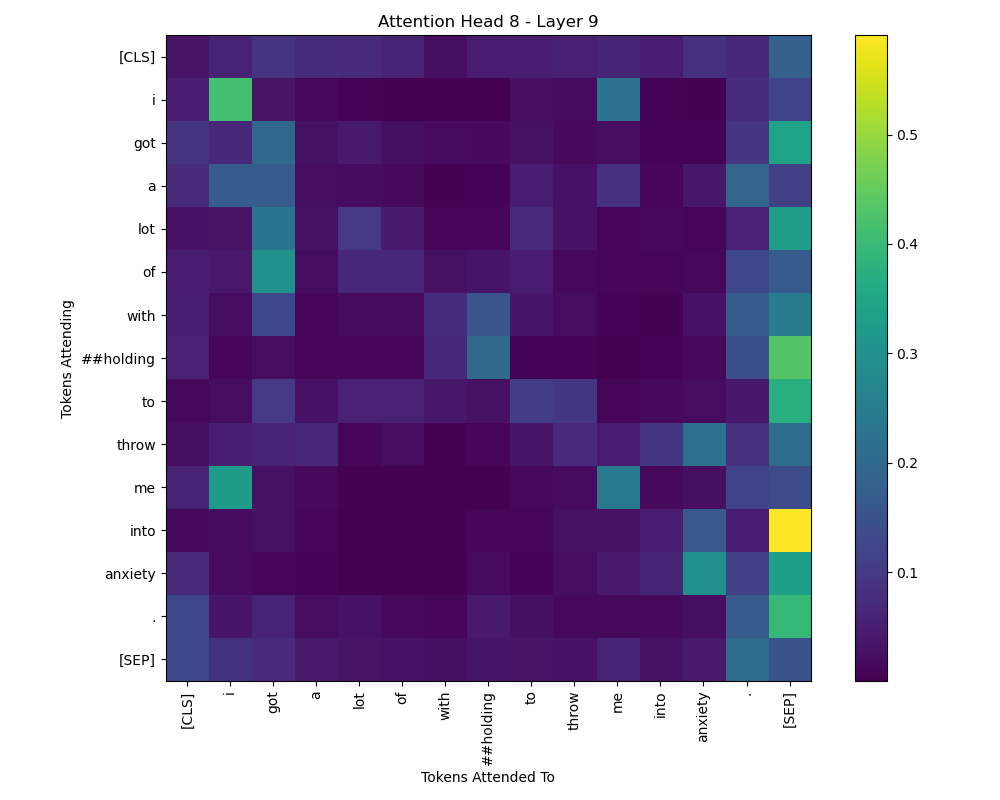 Attention Head 8 - Layer 9
[CLS]
i
got
a
lot
of
with
##holding
to
throw
me
into
anxiety
.
[SEP]
Tokens Attending
[CLS]
i
got
a
lot
of
with
##holding
to
throw
me
into
anxiety
.
[SEP]
Tokens Attended To
0.5
0.4
0.3
0.2
0.1